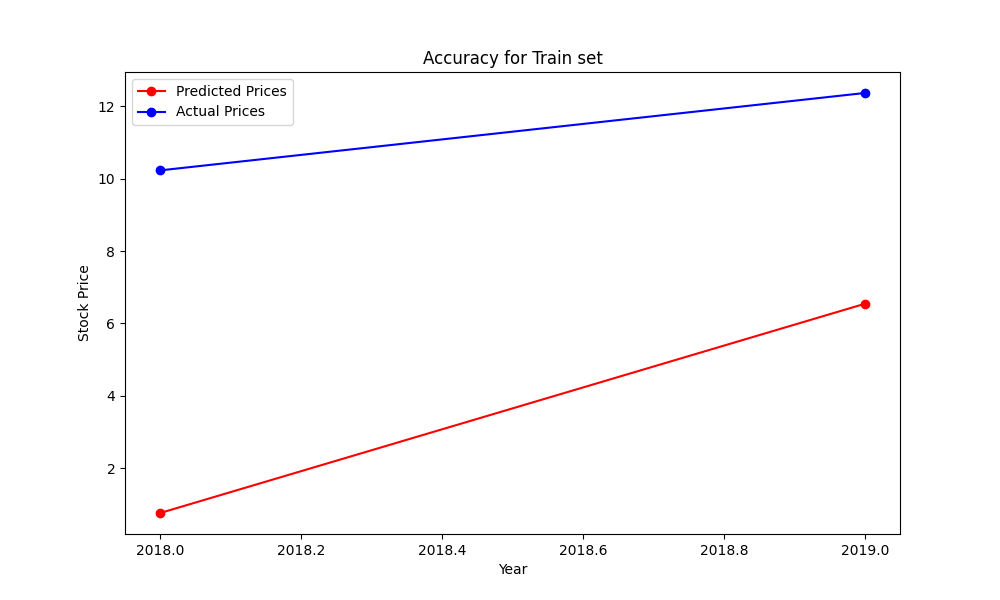 Accuracy for Train set
Predicted Prices
Actual Prices
12
10
8
6
4
2
Stock Price
2018.0 2018.2 2018.4 2018.6 2018.8 2019.0
Year